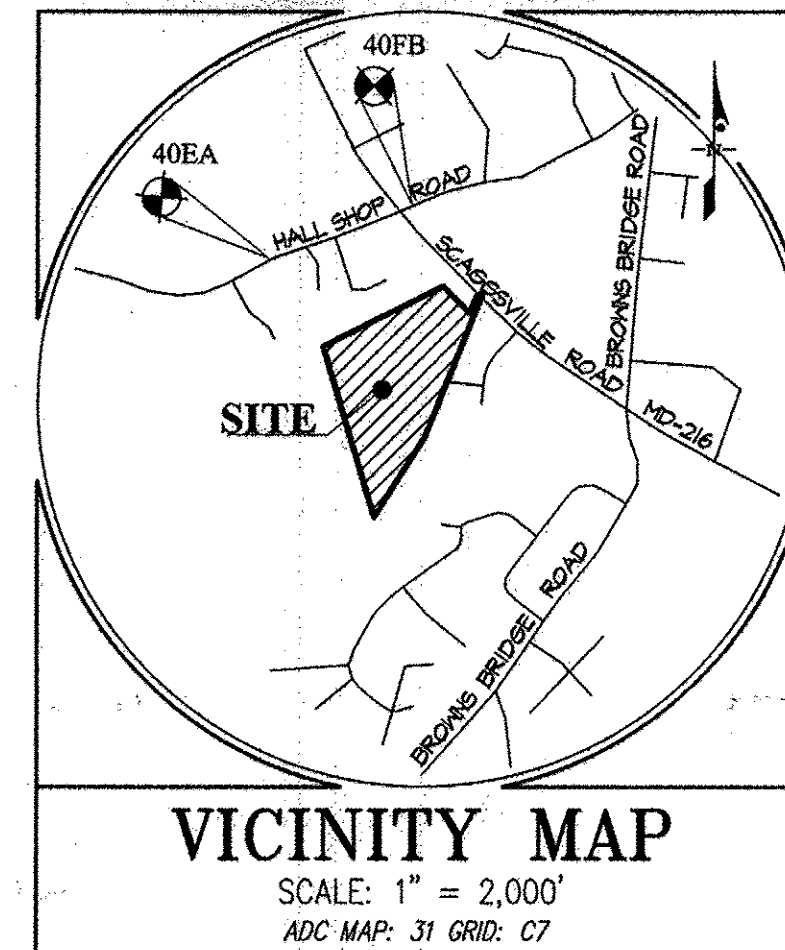 40FB
40EA
N
HALL SHOP ROAD
SCAGGSVILLE ROAD MD-216
BROWNS BRIDGE ROAD
SITE
BROWNS BRIDGE ROAD
VICINITY MAP
SCALE: 1" = 2,000'
ADC MAP: 31 GRID: C7